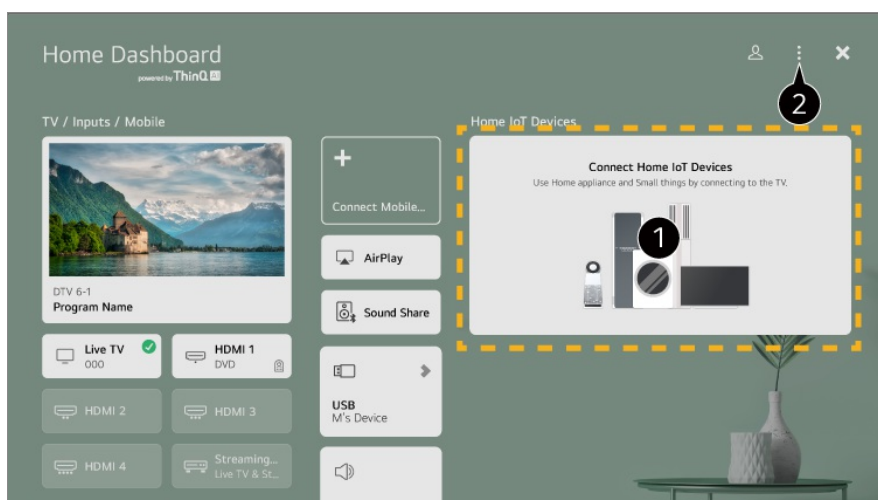 Home Dashboard
powered by ThinQ AI
2
TV / Inputs / Mobile
Home IoT Devices
DTV 6-1
Program Name
Live TV
000
HDMI 1
DVD
HDMI 2
HDMI 3
HDMI 4
Streaming...
Live TV & St...
Connect Mobile...
AirPlay
Sound Share
USB
M's Device
Connect Home IoT Devices
Use Home appliance and Small things by connecting to the TV.
1